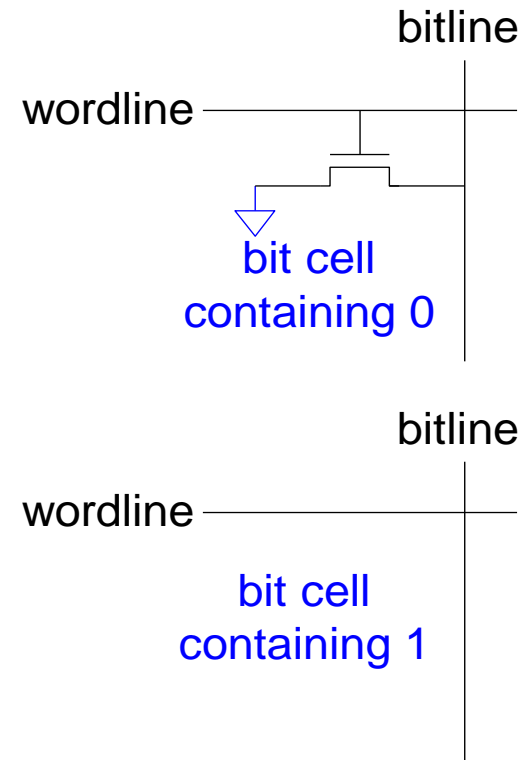 bitline
wordline
bit cell
containing 0
bitline
wordline
bit cell
containing 1